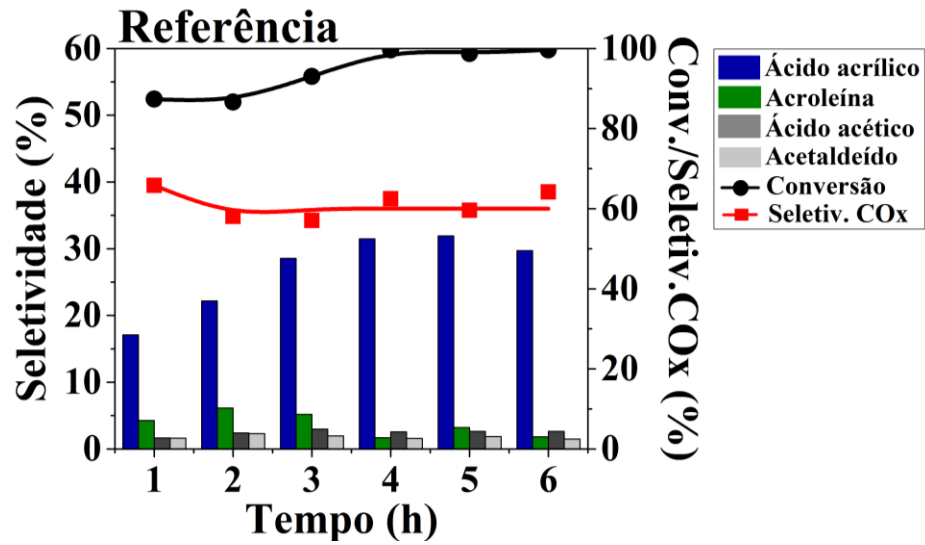 Referência
Seletividade (%)
60
50
40
30
20
10
0
100
80
60
40
20
0
Conv./Seletiv.COx (%)
1 2 3 4 5 6
Tempo (h)
Ácido acrílico
Acroleína
Ácido acético
Acetaldeído
Conversão
Seletiv. COx